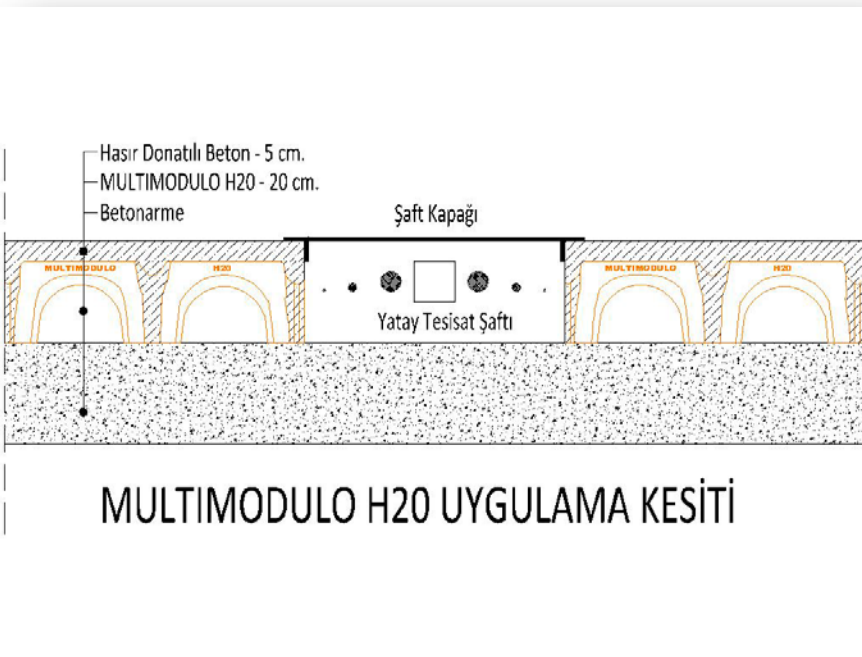 Hasır Donatılı Beton - 5 cm.
MULTIMODULO H20 - 20 cm.
Betonarme
Şaft Kapağı
MULTIMODULO H20 MULTIMODULO H20
Yatay Tesisat Şaftı
MULTIMODULO H20 UYGULAMA KESİTİ